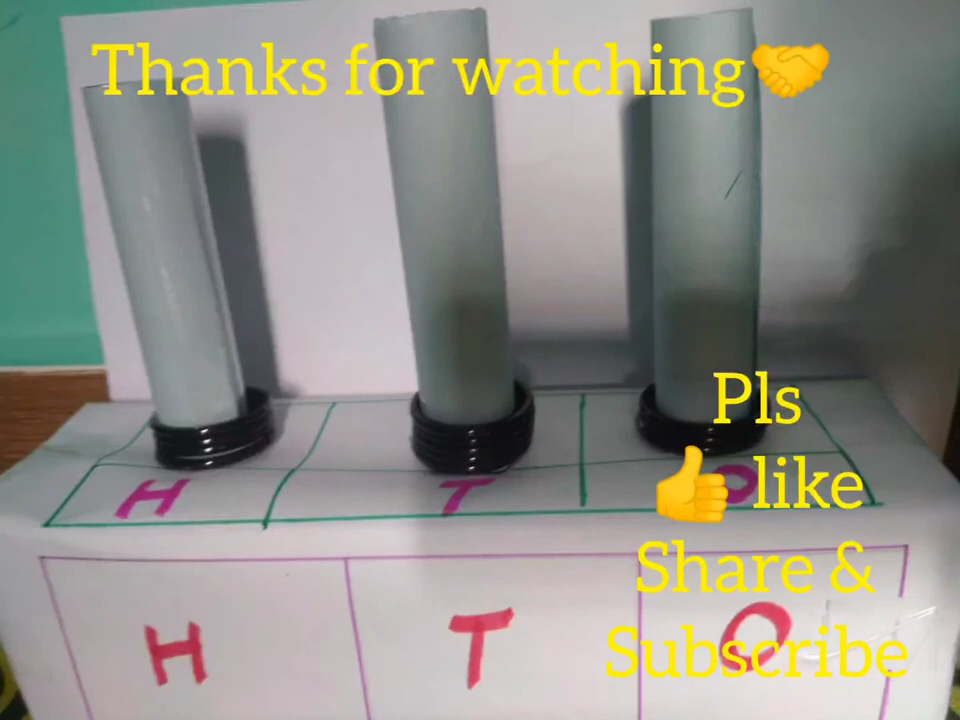 Thanks for watching🤝
Pls
👍like
Share &
Subscribe
H T O
H T O